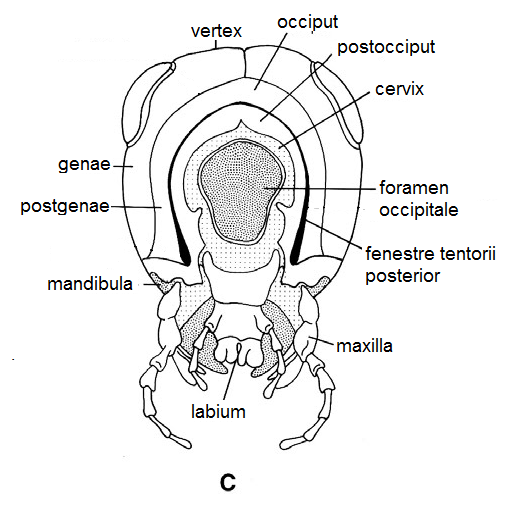 vertex
occiput
postocciput
cervix
genae
foramen
occipitale
postgenae
fenestre tentorii
posterior
mandibula
maxilla
labium
C